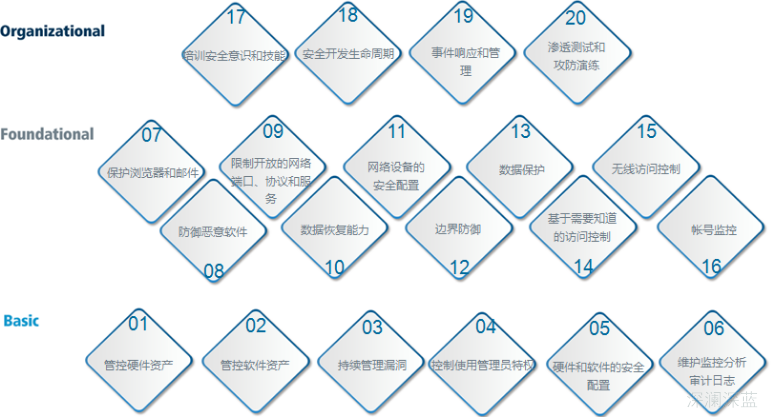 Organizational
17
培训安全意识和技能
18
安全开发生命周期
19
事件响应和管
理
20
渗透测试和
攻防演练
Foundational
07
保护浏览器和邮件
09
限制开放的网络
端口、协议和服
务
11
网络设备的
安全配置
13
数据保护
15
无线访问控制
防御恶意软件
08
数据恢复能力
10
边界防御
12
基于需要知道
的访问控制
14
帐号监控
16
Basic
01
管控硬件资产
02
管控软件资产
03
持续管理漏洞
04
控制使用管理员特权
05
硬件和软件的安全
配置
06
维护监控分析
审计日志
深澜深蓝